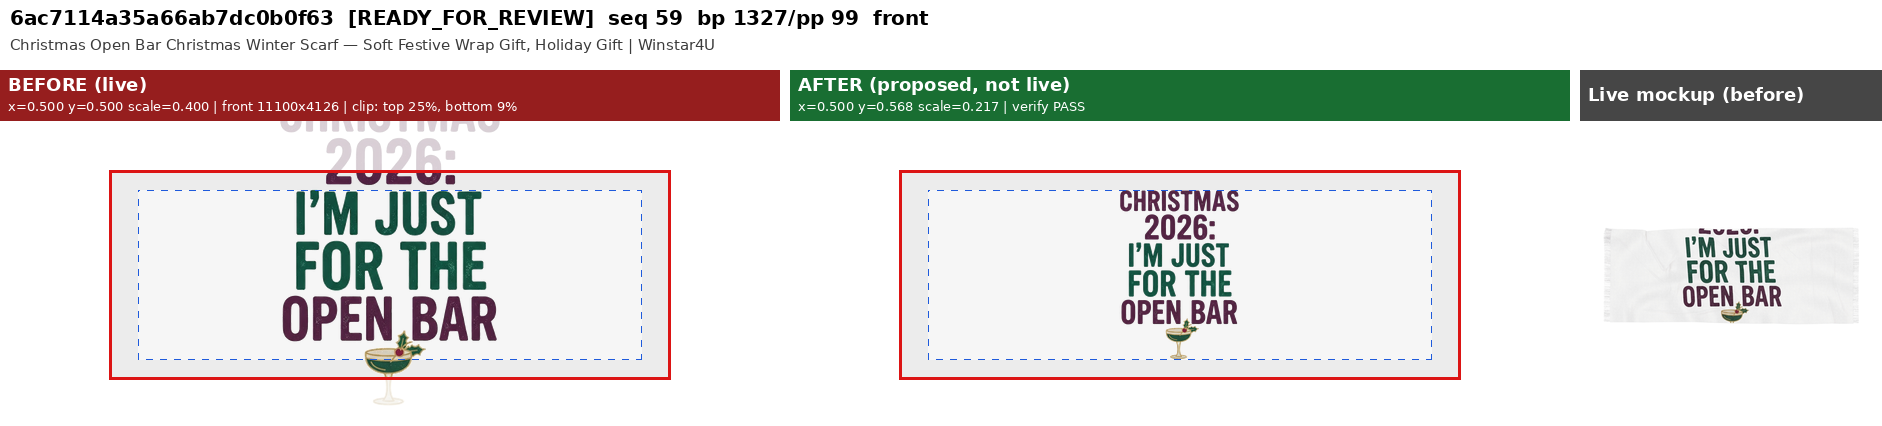 6ac7114a35a66ab7dc0b0f63 [READY_FOR_REVIEW] seq 59 bp 1327/pp 99 front
Christmas Open Bar Christmas Winter Scarf — Soft Festive Wrap Gift, Holiday Gift | Winstar4U
BEFORE (live)
x=0.500 y=0.500 scale=0.400 | front 11100x4126 | clip: top 25%, bottom 9%
CHRISTMAS
2026:
I'M JUST
FOR THE
OPEN BAR
AFTER (proposed, not live)
x=0.500 y=0.568 scale=0.217 | verify PASS
CHRISTMAS
2026:
I'M JUST
FOR THE
OPEN BAR
Live mockup (before)
2026:
I'M JUST
FOR THE
OPEN BAR